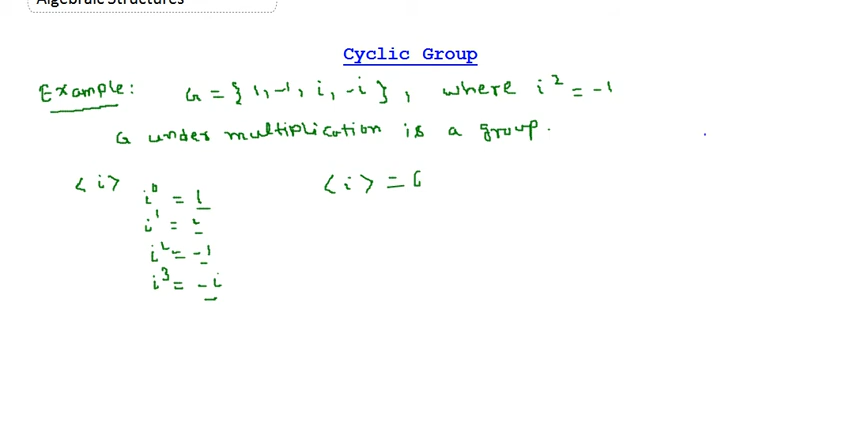 Algebraic Structures
Cyclic Group
Example: G = {1, -1, i, -i}, where i² = -1
G under multiplication is a group.
<i>
<i> = G
i⁰ = 1
i¹ = i
i² = -1
i³ = -i